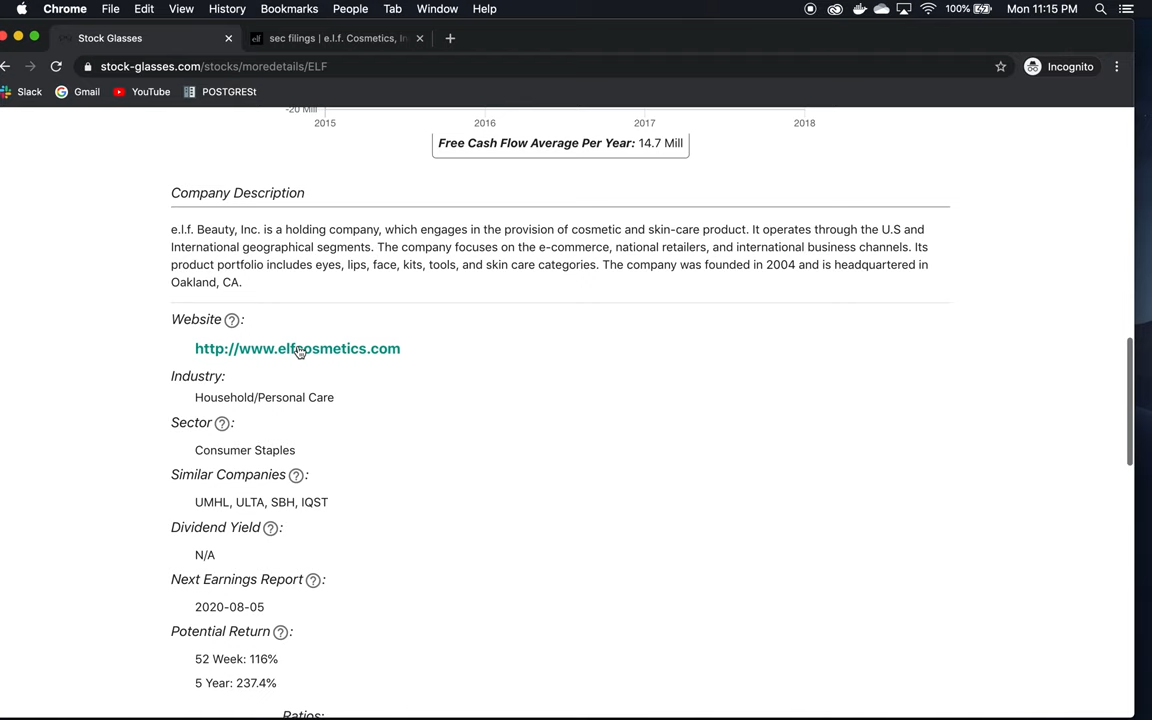 Chrome File Edit View History Bookmarks People Tab Window Help 100% Mon 11:15 PM
Stock Glasses elf sec filings | e.l.f. Cosmetics, In
stock-glasses.com/stocks/moredetails/ELF Incognito
Slack Gmail YouTube POSTGRESt
-20 Mill
2015 2016 2017 2018
Free Cash Flow Average Per Year: 14.7 Mill
Company Description
e.l.f. Beauty, Inc. is a holding company, which engages in the provision of cosmetic and skin-care product. It operates through the U.S and
International geographical segments. The company focuses on the e-commerce, national retailers, and international business channels. Its
product portfolio includes eyes, lips, face, kits, tools, and skin care categories. The company was founded in 2004 and is headquartered in
Oakland, CA.
Website ?:
http://www.elfcosmetics.com
Industry:
Household/Personal Care
Sector ?:
Consumer Staples
Similar Companies ?:
UMHL, ULTA, SBH, IQST
Dividend Yield ?:
N/A
Next Earnings Report ?:
2020-08-05
Potential Return ?:
52 Week: 116%
5 Year: 237.4%
Ratios: